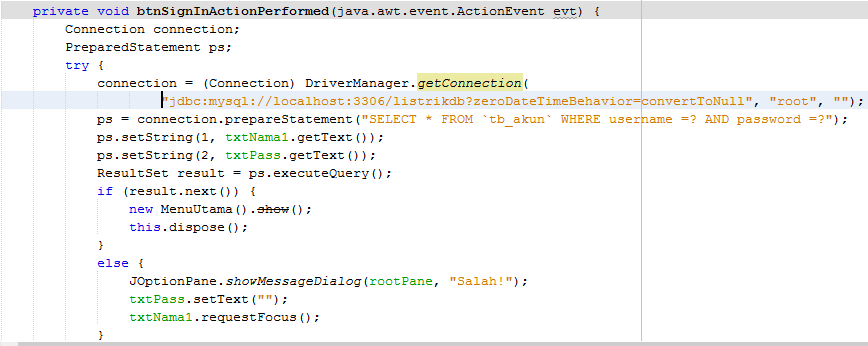 private void btnSignInActionPerformed(java.awt.event.ActionEvent evt) {
Connection connection;
PreparedStatement ps;
try {
connection = (Connection) DriverManager.getConnection(
"jdbc:mysql://localhost:3306/listrikdb?zeroDateTimeBehavior=convertToNull", "root", "");
ps = connection.prepareStatement("SELECT * FROM `tb_akun` WHERE username =? AND password =?");
ps.setString(1, txtNama1.getText());
ps.setString(2, txtPass.getText());
ResultSet result = ps.executeQuery();
if (result.next()) {
new MenuUtama().show();
this.dispose();
}
else {
JOptionPane.showMessageDialog(rootPane, "Salah!");
txtPass.setText("");
txtNama1.requestFocus();
}